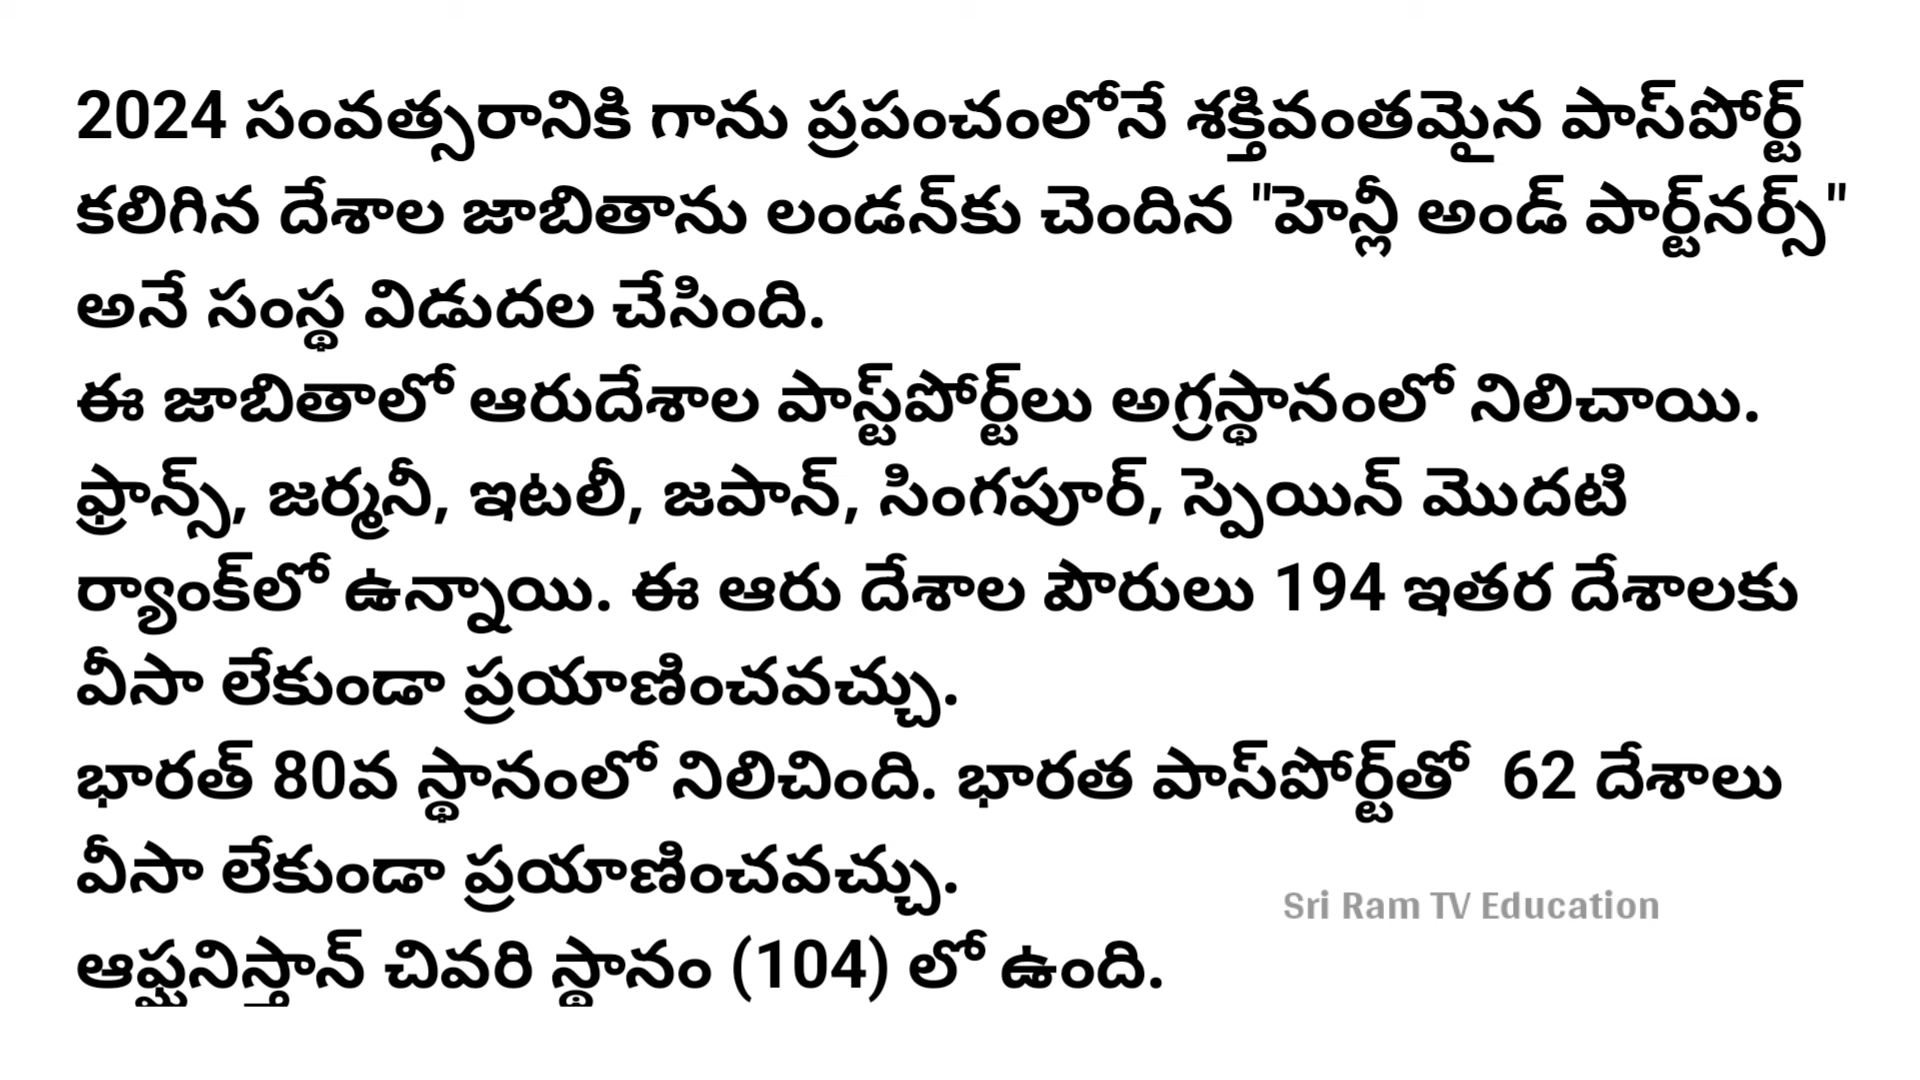 2024 సంవత్సరానికి గాను ప్రపంచంలోనే శక్తివంతమైన పాస్‌పోర్ట్
కలిగిన దేశాల జాబితాను లండన్‌కు చెందిన "హెన్లీ అండ్ పార్ట్‌నర్స్"
అనే సంస్థ విడుదల చేసింది.
ఈ జాబితాలో ఆరుదేశాల పాస్ట్‌పోర్ట్‌లు అగ్రస్థానంలో నిలిచాయి.
ఫ్రాన్స్, జర్మనీ, ఇటలీ, జపాన్, సింగపూర్, స్పెయిన్ మొదటి
ర్యాంక్‌లో ఉన్నాయి. ఈ ఆరు దేశాల పౌరులు 194 ఇతర దేశాలకు
వీసా లేకుండా ప్రయాణించవచ్చు.
భారత్ 80వ స్థానంలో నిలిచింది. భారత పాస్‌పోర్ట్‌తో 62 దేశాలు
వీసా లేకుండా ప్రయాణించవచ్చు.
Sri Ram TV Education
ఆఫ్ఘనిస్తాన్ చివరి స్థానం (104) లో ఉంది.